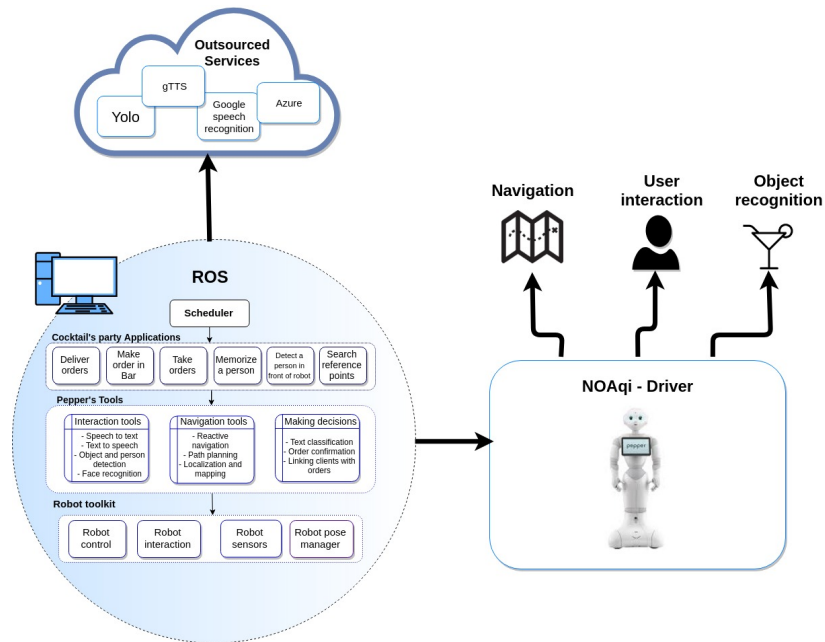 Outsourced
Services
gTTS
Yolo
Google
speech
recognition
Azure
Navigation
User
interaction
Object
recognition
ROS
Scheduler
Cocktail's party Applications
Deliver
orders
Make
order in
Bar
Take
orders
Memorize
a person
Detect a
person in
front of robot
Search
reference
points
Pepper's Tools
Interaction tools
- Speech to text
- Text to speech
- Object and person
detection
- Face recognition
Navigation tools
- Reactive
navigation
- Path planning
- Localization and
mapping
Making decisions
- Text classification
- Order confirmation
- Linking clients with
orders
Robot toolkit
Robot
control
Robot
interaction
Robot
sensors
Robot pose
manager
NOAqi - Driver
pepper